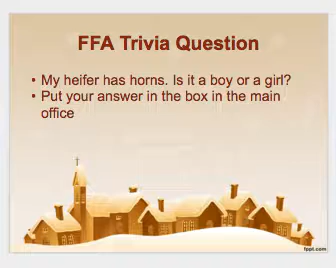 FFA Trivia Question
• My heifer has horns. Is it a boy or a girl?
• Put your answer in the box in the main
office
fppt.com